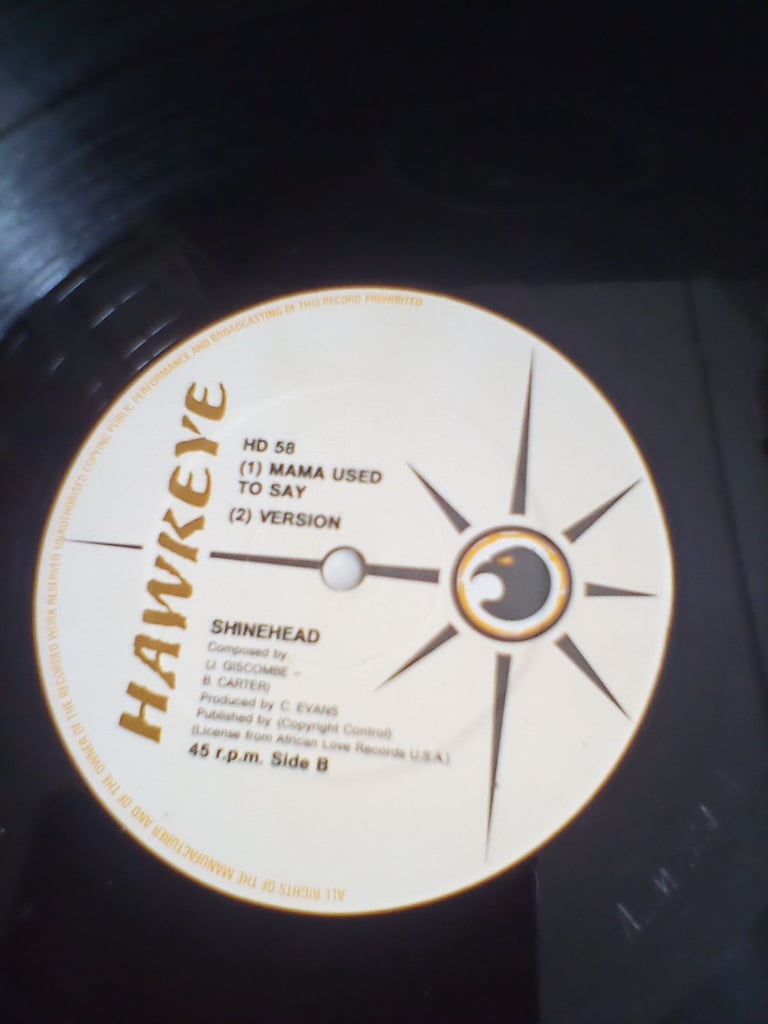 HAWKEYE
HD 58
(1) MAMA USED
TO SAY
(2) VERSION
SHINEHEAD
Composed by
(J. GISCOMBE –
B. CARTER)
Produced by C. EVANS
Published by (Copyright Control)
(License from African Love Records U.S.A.)
45 r.p.m. Side B
ALL RIGHTS OF THE MANUFACTURER AND OF THE OWNER OF THE RECORDED WORK RESERVED UNAUTHORISED COPYING PUBLIC PERFORMANCE AND BROADCASTING OF THIS RECORD PROHIBITED